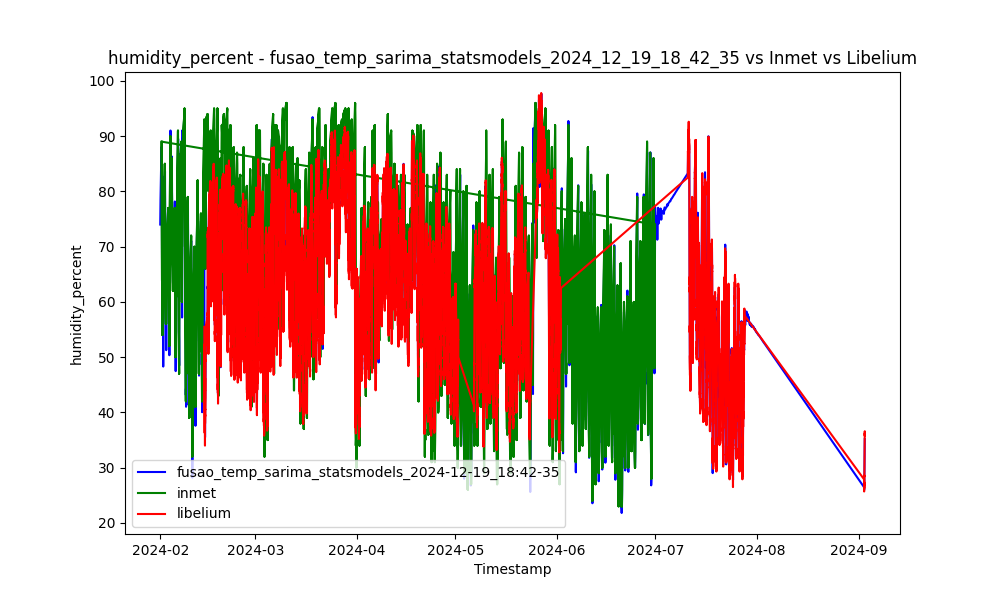 humidity_percent - fusao_temp_sarima_statsmodels_2024_12_19_18_42_35 vs Inmet vs Libelium
100
90
80
70
60
50
40
30
20
humidity_percent
fusao_temp_sarima_statsmodels_2024-12-19_18:42-35
inmet
libelium
2024-02 2024-03 2024-04 2024-05 2024-06 2024-07 2024-08 2024-09
Timestamp